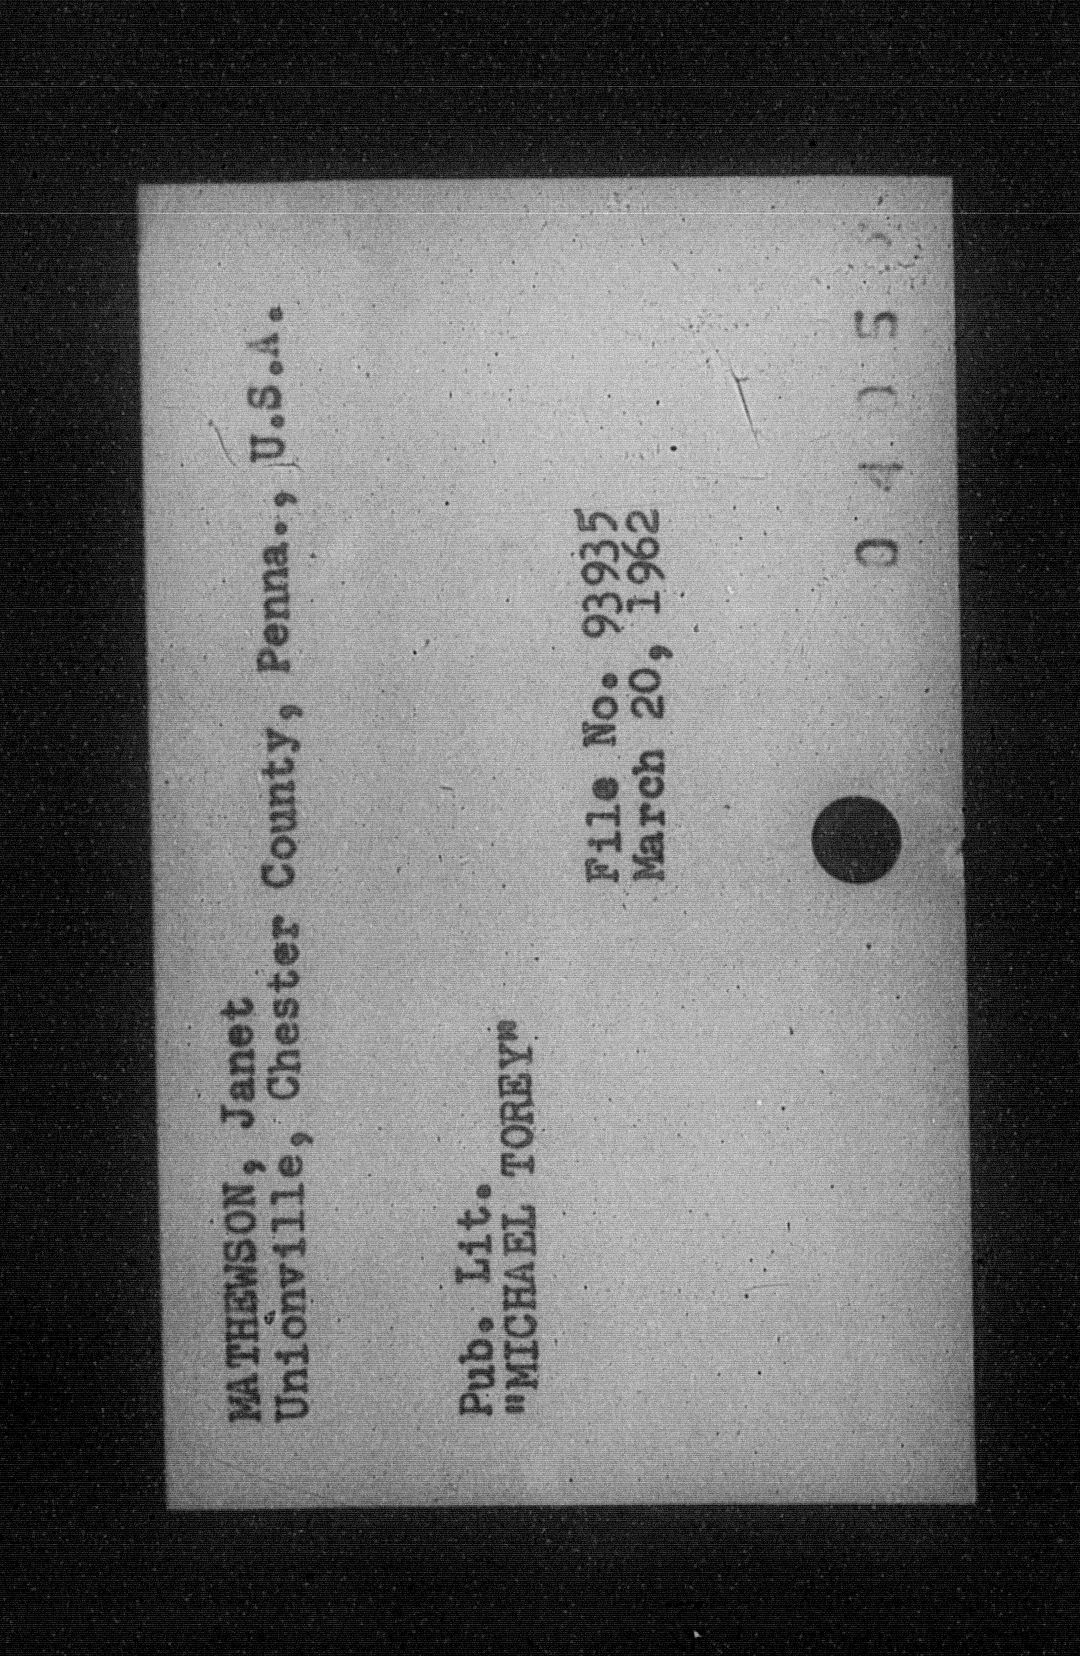 MATHEWSON, Janet
Unionville, Chester County, Penna., U.S.A.
Pub. Lit.
"MICHAEL TOREY"
File No. 93935
March 20, 1962